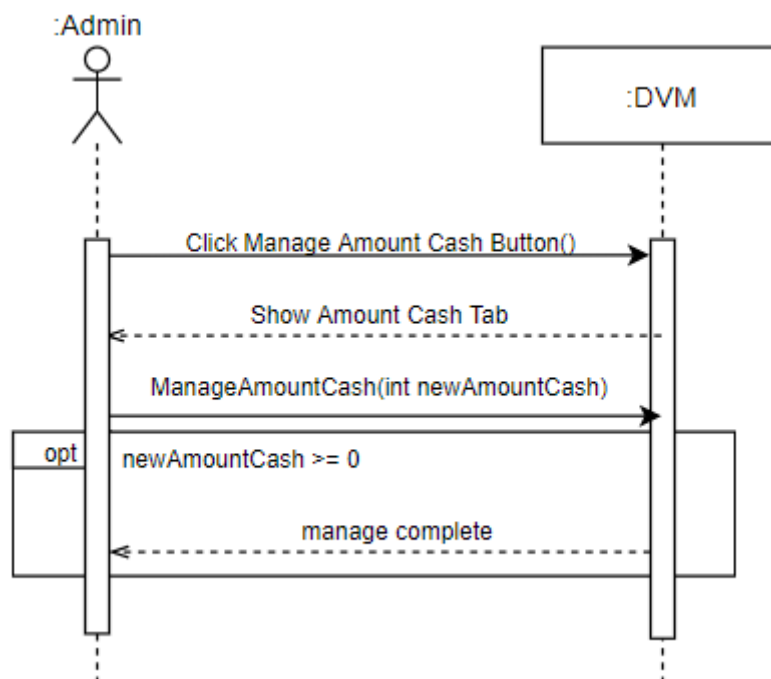 :Admin
:DVM
Click Manage Amount Cash Button()
Show Amount Cash Tab
ManageAmountCash(int newAmountCash)
opt
newAmountCash >= 0
manage complete